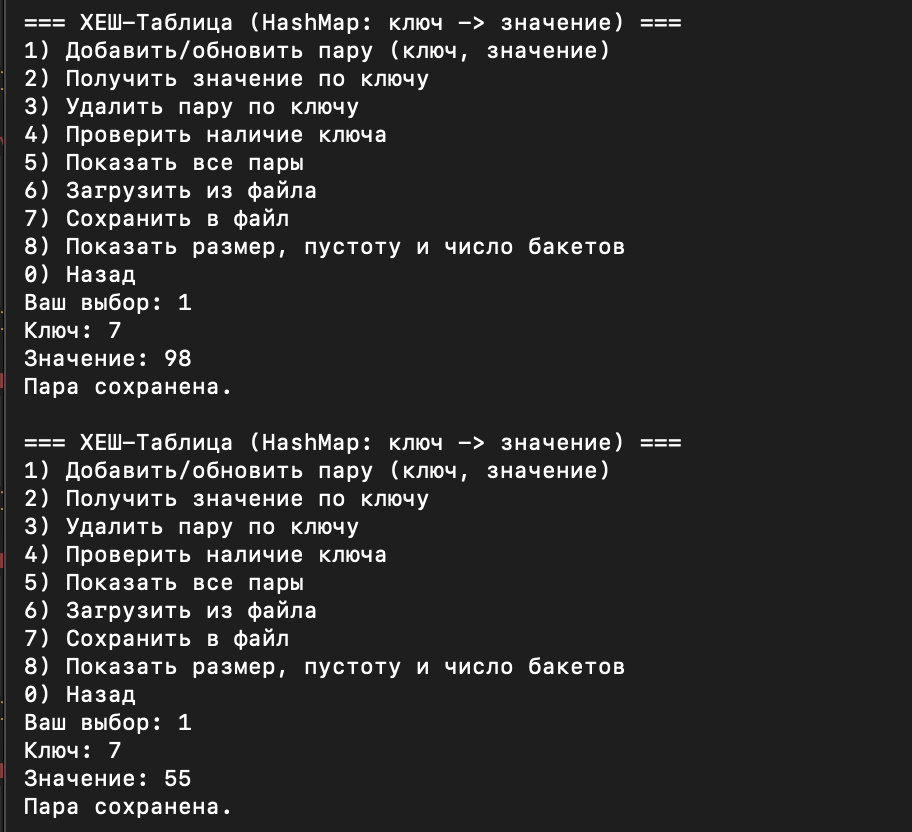 === ХЕШ-Таблица (HashMap: ключ -> значение) ===
1) Добавить/обновить пару (ключ, значение)
2) Получить значение по ключу
3) Удалить пару по ключу
4) Проверить наличие ключа
5) Показать все пары
6) Загрузить из файла
7) Сохранить в файл
8) Показать размер, пустоту и число бакетов
0) Назад
Ваш выбор: 1
Ключ: 7
Значение: 98
Пара сохранена.

=== ХЕШ-Таблица (HashMap: ключ -> значение) ===
1) Добавить/обновить пару (ключ, значение)
2) Получить значение по ключу
3) Удалить пару по ключу
4) Проверить наличие ключа
5) Показать все пары
6) Загрузить из файла
7) Сохранить в файл
8) Показать размер, пустоту и число бакетов
0) Назад
Ваш выбор: 1
Ключ: 7
Значение: 55
Пара сохранена.